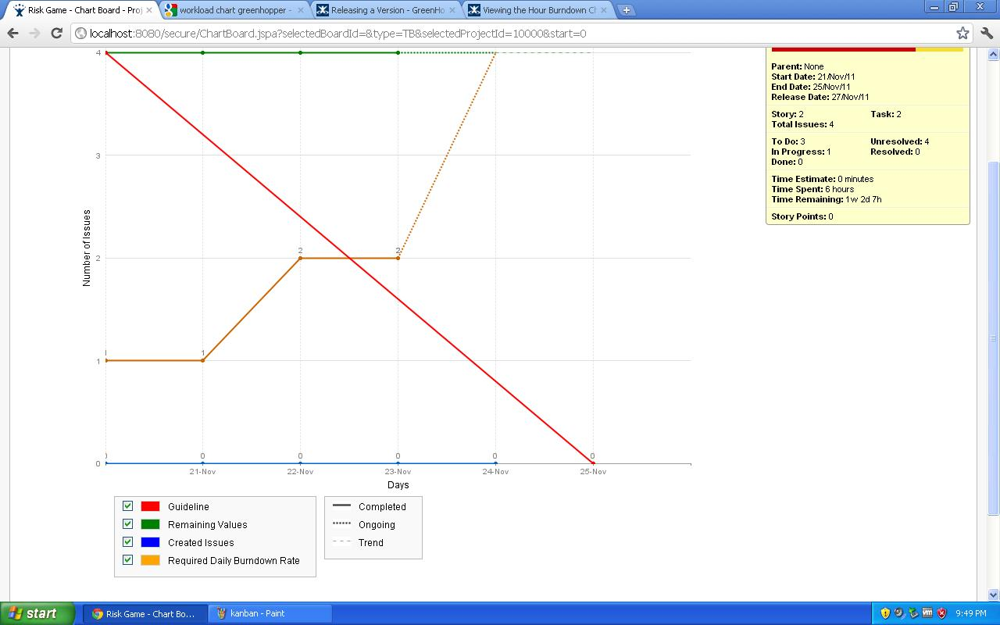 Risk Game - Chart Board - Proj
workload chart greenhopper -
Releasing a Version - GreenHo
Viewing the Hour Burndown Ch
localhost:8080/secure/ChartBoard.jspa?selectedBoardId=&type=TB&selectedProjectId=10000&start=0
4
3
2
1
0
Number of Issues
1
2
2
0
0
0
0
0
21-Nov
22-Nov
23-Nov
24-Nov
25-Nov
Days
Guideline
Remaining Values
Created Issues
Required Daily Burndown Rate
Completed
Ongoing
Trend
Parent: None
Start Date: 21/Nov/11
End Date: 25/Nov/11
Release Date: 27/Nov/11
Story: 2 Task: 2
Total Issues: 4
To Do: 3 Unresolved: 4
In Progress: 1 Resolved: 0
Done: 0
Time Estimate: 0 minutes
Time Spent: 6 hours
Time Remaining: 1w 2d 7h
Story Points: 0
start
Risk Game - Chart Bo...
kanban - Paint
vm
9:49 PM